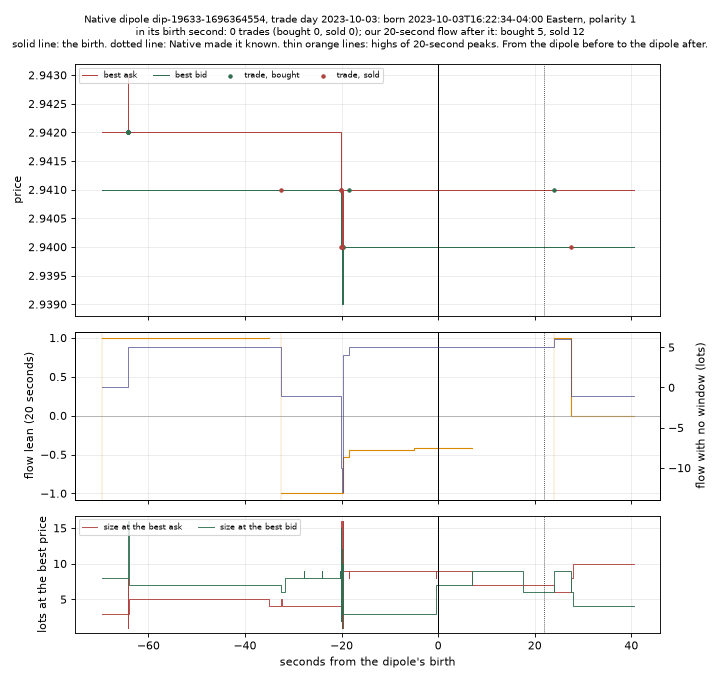 Native dipole dip-19633-1696364554, trade day 2023-10-03: born 2023-10-03T16:22:34-04:00 Eastern, polarity 1
in its birth second: 0 trades (bought 0, sold 0); our 20-second flow after it: bought 5, sold 12
solid line: the birth. dotted line: Native made it known. thin orange lines: highs of 20-second peaks. From the dipole before to the dipole after.
best ask best bid trade, bought trade, sold
2.9430
2.9425
2.9420
2.9415
2.9410
2.9405
2.9400
2.9395
2.9390
price
1.0
0.5
0.0
−0.5
−1.0
flow lean (20 seconds)
5
0
−5
−10
flow with no window (lots)
size at the best ask size at the best bid
15
10
5
lots at the best price
−60 −40 −20 0 20 40
seconds from the dipole's birth